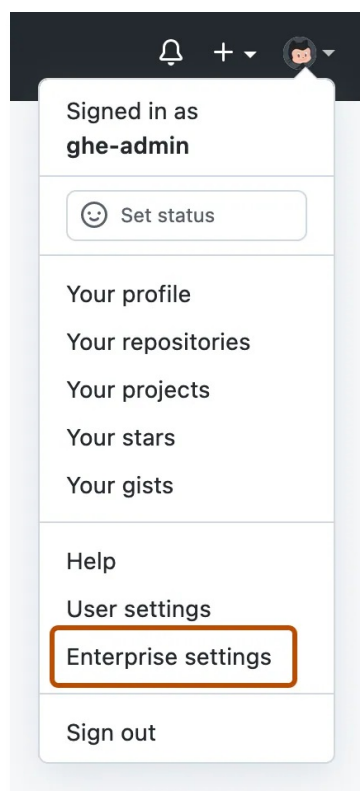 Signed in as
ghe-admin
Set status
Your profile
Your repositories
Your projects
Your stars
Your gists
Help
User settings
Enterprise settings
Sign out